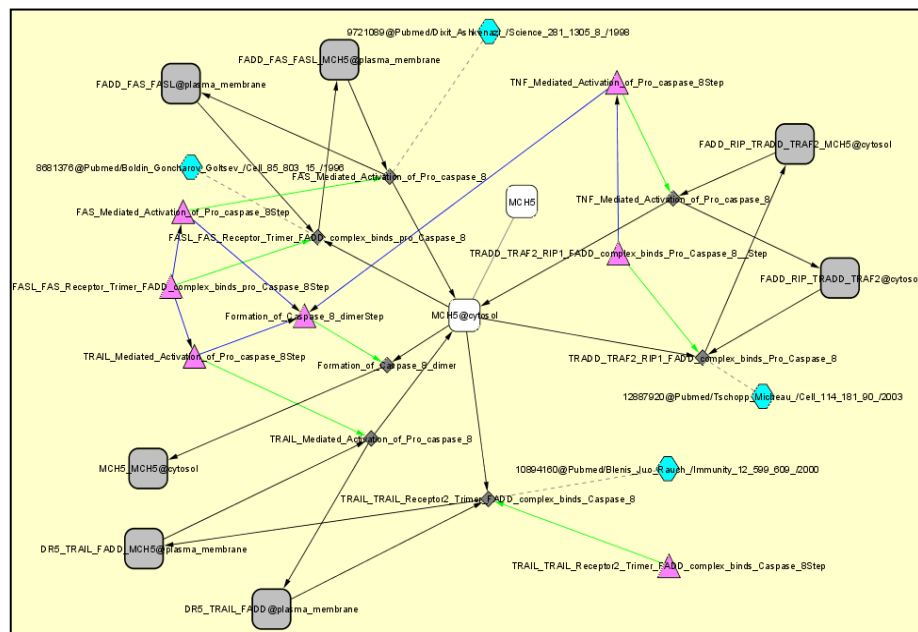 9721089@Pubmed/Dixit_Ashkenazi_/Science_281_1305_8_/1998
FADD_FAS_FASL_MCH5@plasma_membrane
FADD_FAS_FASL@plasma_membrane
TNF_Mediated_Activation_of_Pro_caspase_8Step
FADD_RIP_TRADD_TRAF2_MCH5@cytosol
8681376@Pubmed/Boldin_Goncharov_Goltsev_/Cell_85_803_15_/1996
FAS_Mediated_Activation_of_Pro_caspase_8
MCH5
TNF_Mediated_Activation_of_Pro_caspase_8
FAS_Mediated_Activation_of_Pro_caspase_8Step
FASL_FAS_Receptor_Trimer_FADD_complex_binds_pro_Caspase_8
TRADD_TRAF2_RIP1_FADD_complex_binds_Pro_Caspase_8__Step
FADD_RIP_TRADD_TRAF2@cytosol
FASL_FAS_Receptor_Trimer_FADD_complex_binds_pro_Caspase_8Step
Formation_of_Caspase_8_dimerStep
MCH5@cytosol
TRAIL_Mediated_Activation_of_Pro_caspase_8Step
Formation_of_Caspase_8_dimer
TRADD_TRAF2_RIP1_FADD_complex_binds_Pro_Caspase_8
12887920@Pubmed/Tschopp_Micheau_/Cell_114_181_90_/2003
TRAIL_Mediated_Activation_of_Pro_caspase_8
MCH5_MCH5@cytosol
10894160@Pubmed/Blenis_Juo_Rauch_/Immunity_12_599_609_/2000
TRAIL_TRAIL_Receptor2_Trimer_FADD_complex_binds_Caspase_8
DR5_TRAIL_FADD_MCH5@plasma_membrane
TRAIL_TRAIL_Receptor2_Trimer_FADD_complex_binds_Caspase_8Step
DR5_TRAIL_FADD@plasma_membrane